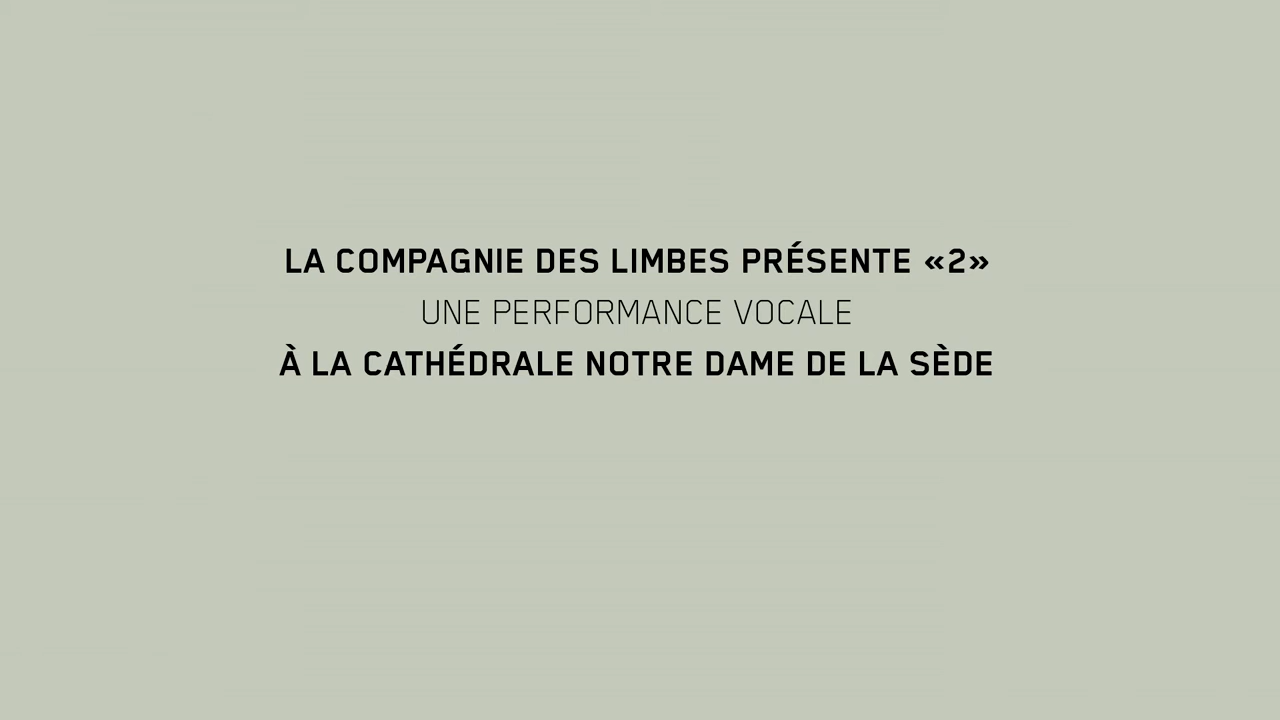 LA COMPAGNIE DES LIMBES PRÉSENTE «2»
UNE PERFORMANCE VOCALE
À LA CATHÉDRALE NOTRE DAME DE LA SÈDE